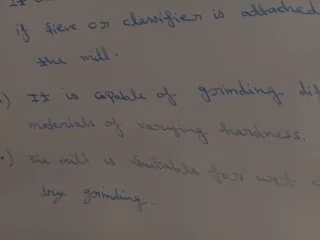 if sieve or classifier is attached
the mill.
) It is capable of grinding dif
materials of varying hardness.
.) The mill is suitable for wet
dry grinding.